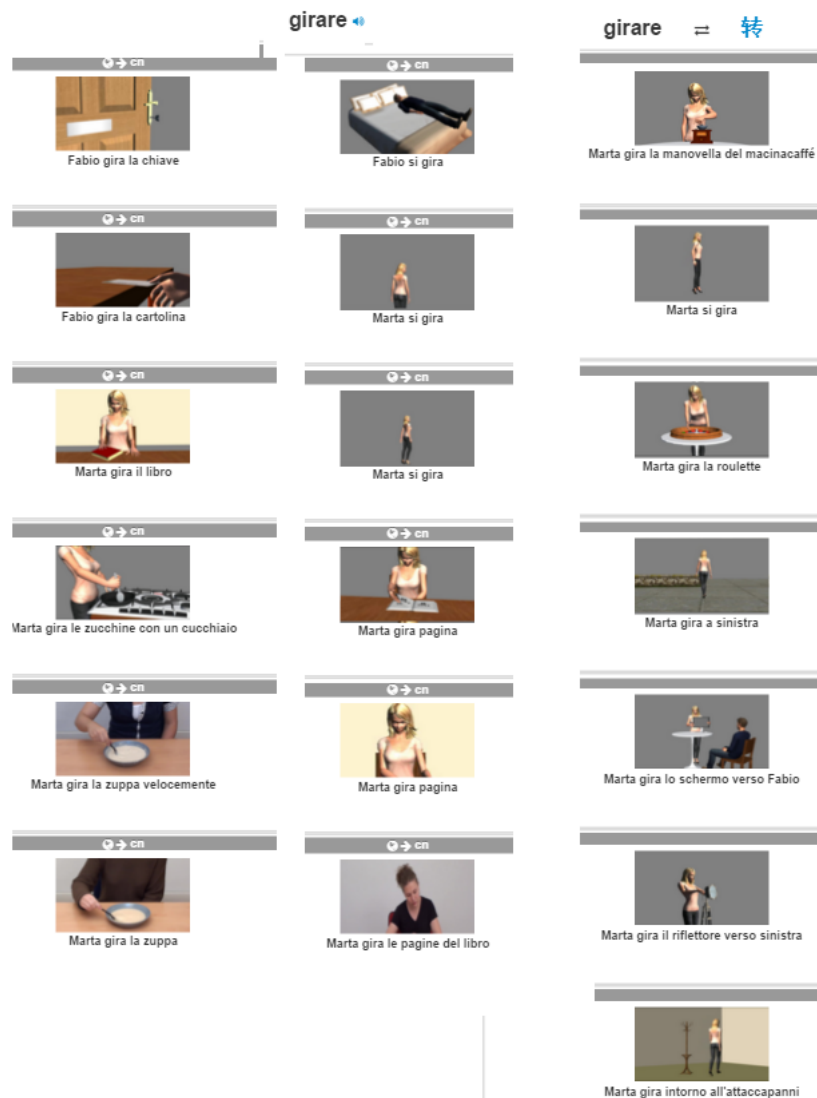 girare
girare ⇄ 转
cn
Fabio gira la chiave
cn
Fabio si gira
Marta gira la manovella del macinacaffé
cn
Fabio gira la cartolina
cn
Marta si gira
Marta si gira
cn
Marta gira il libro
cn
Marta si gira
Marta gira la roulette
cn
Marta gira le zucchine con un cucchiaio
cn
Marta gira pagina
Marta gira a sinistra
cn
Marta gira la zuppa velocemente
cn
Marta gira pagina
Marta gira lo schermo verso Fabio
cn
Marta gira la zuppa
cn
Marta gira le pagine del libro
Marta gira il riflettore verso sinistra
Marta gira intorno all'attaccapanni